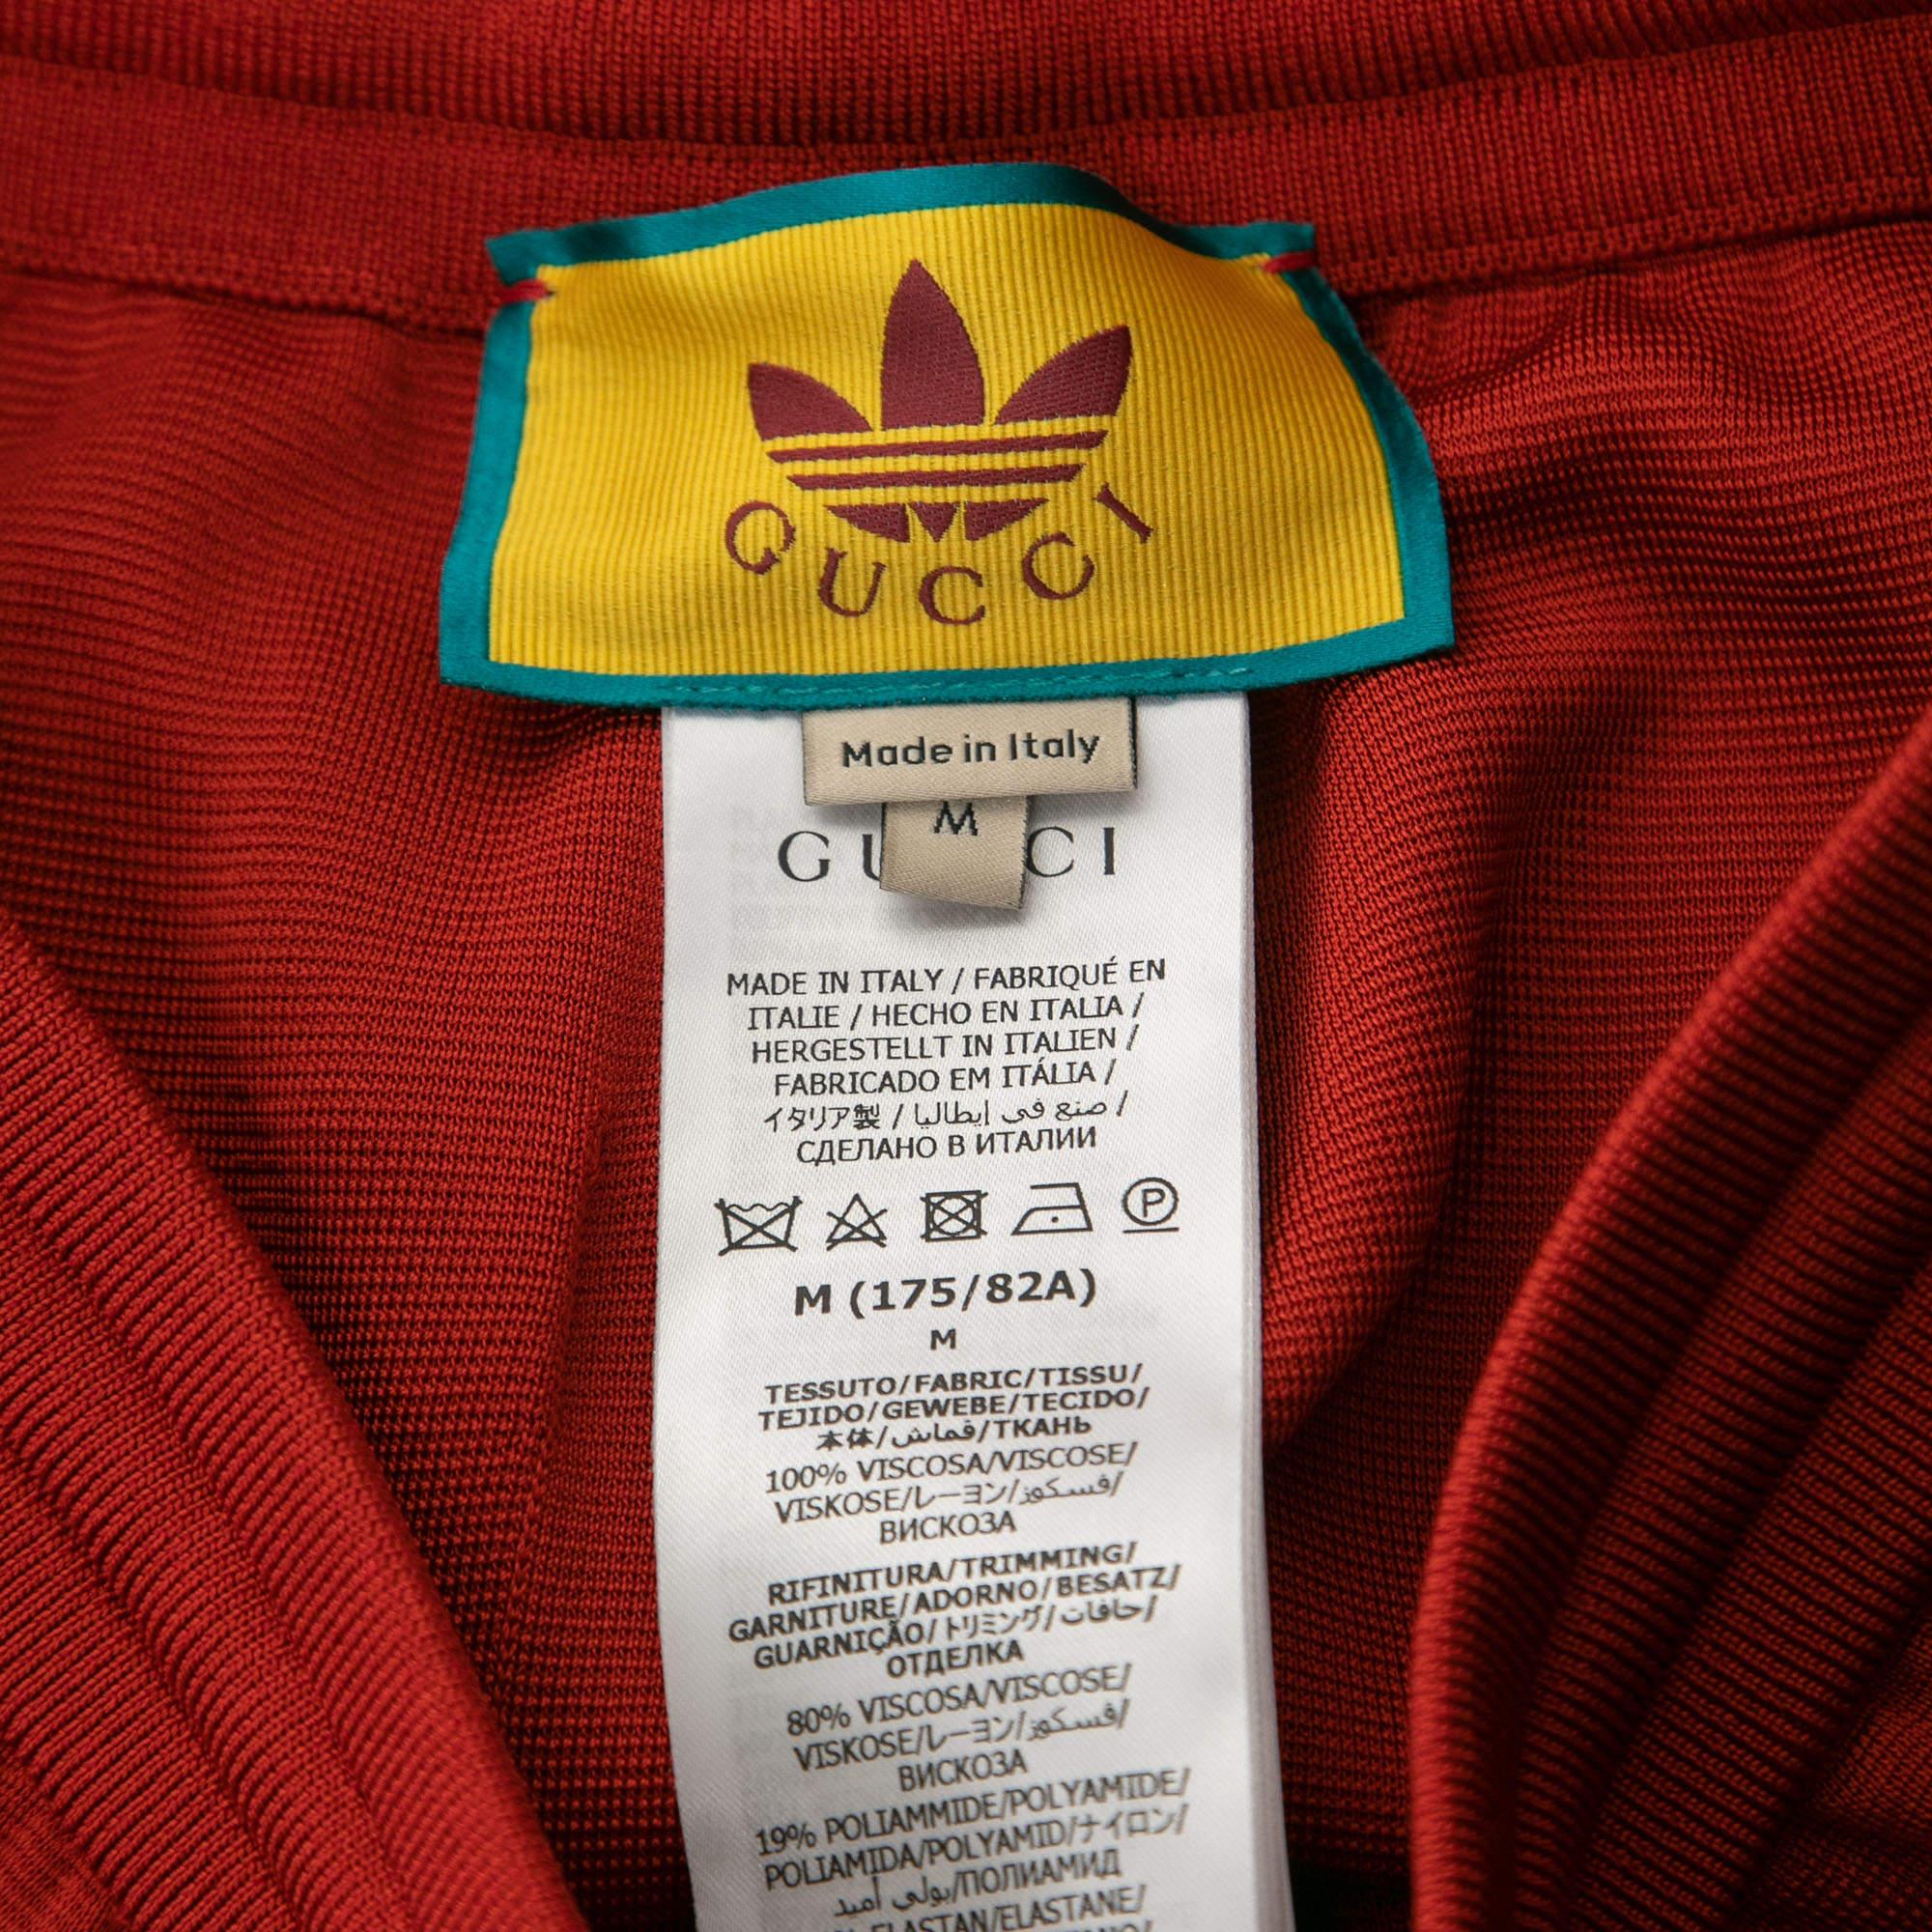 GUCCI
Made in Italy
M
MADE IN ITALY / FABRIQUÉ EN
ITALIE / HECHO EN ITALIA /
HERGESTELLT IN ITALIEN /
FABRICADO EM ITÁLIA /
イタリア製 / صنع في إيطاليا /
СДЕЛАНО В ИТАЛИИ
P
M (175/82A)
M
TESSUTO/FABRIC/TISSU/
TEJIDO/GEWEBE/TECIDO/
本体/قماش/ТКАНЬ
100% VISCOSA/VISCOSE/
VISKOSE/レーヨン/فسكوز/
ВИСКОЗА
RIFINITURA/TRIMMING/
GARNITURE/ADORNO/BESATZ/
GUARNIÇÃO/トリミング/حافات/
ОТДЕЛКА
80% VISCOSA/VISCOSE/
VISKOSE/レーヨン/فسكوز/
ВИСКОЗА
19% POLIAMMIDE/POLYAMIDE/
POLIAMIDA/POLYAMID/ナイロン/
بولي أميد/ПОЛИАМИД
% ELASTAN/ELASTANE/